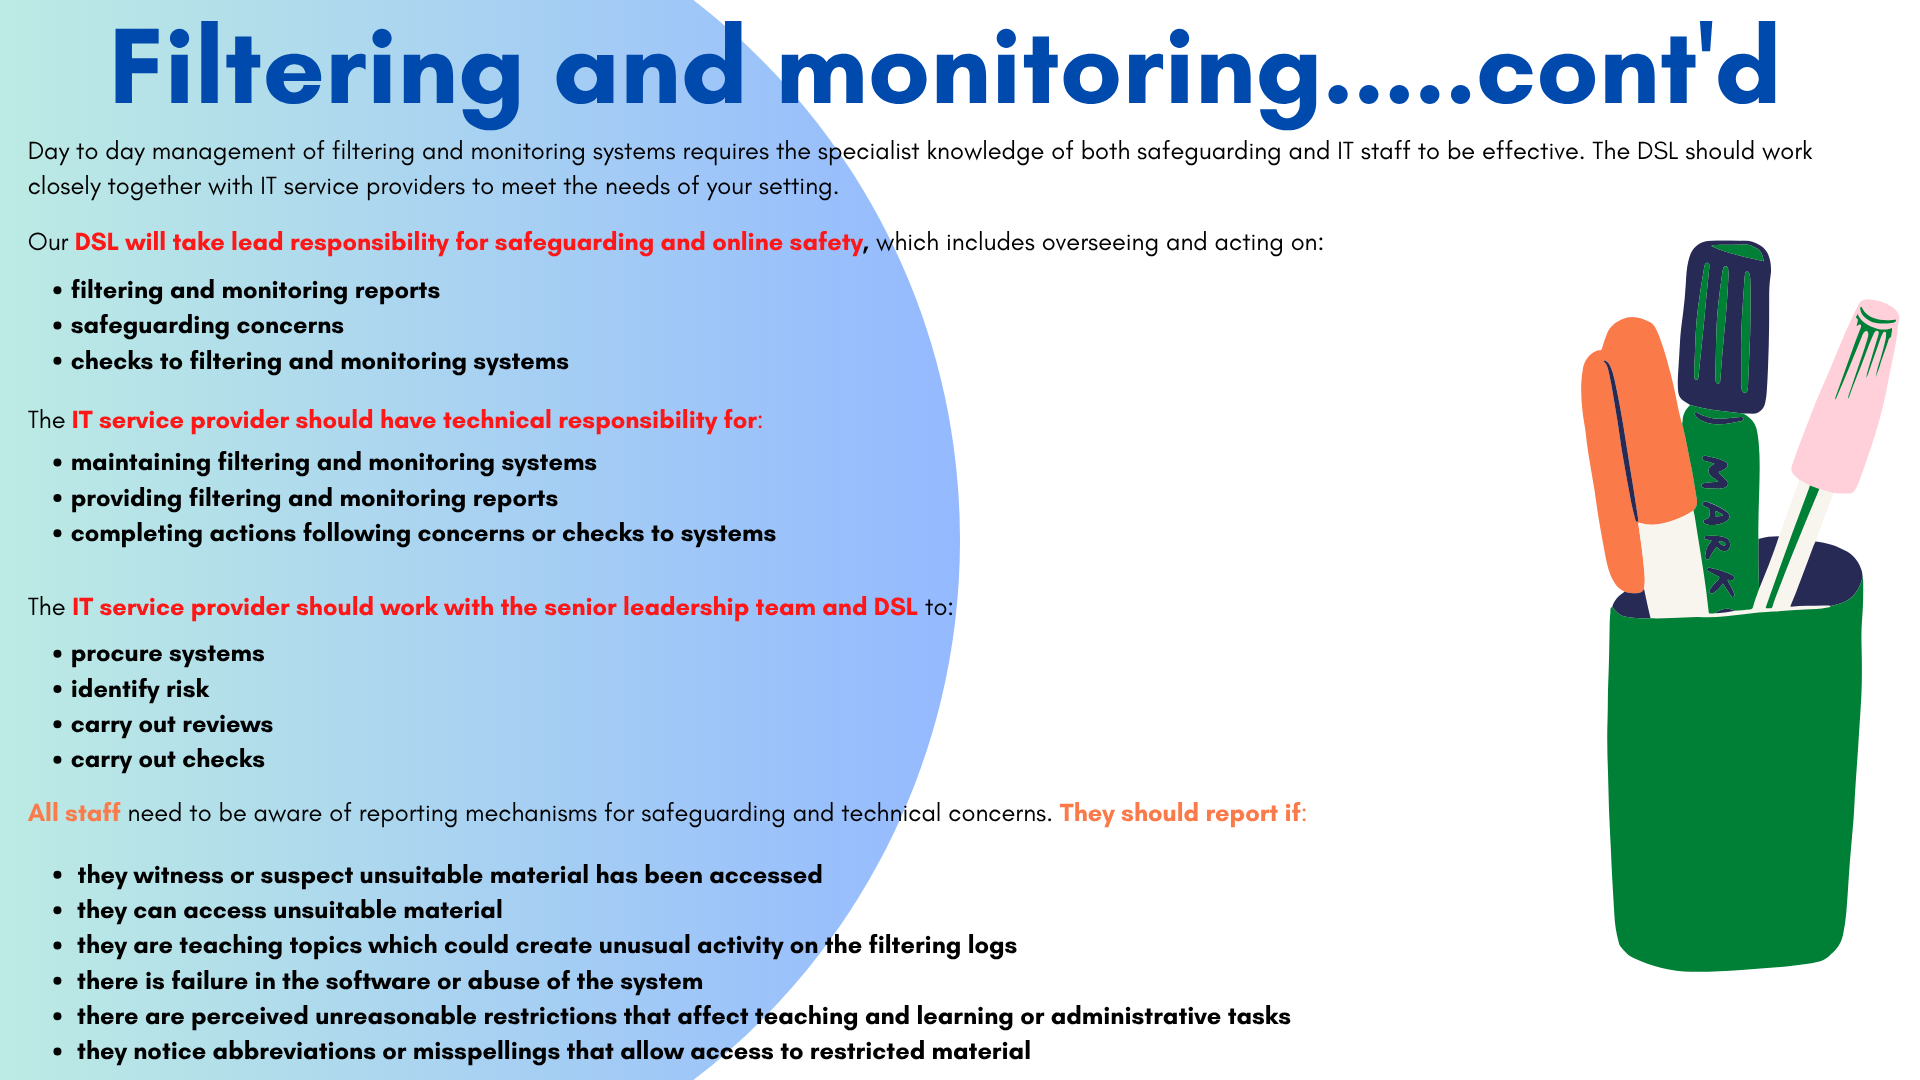 Filtering and monitoring.....cont'd
Day to day management of filtering and monitoring systems requires the specialist knowledge of both safeguarding and IT staff to be effective. The DSL should work
closely together with IT service providers to meet the needs of your setting.
Our DSL will take lead responsibility for safeguarding and online safety, which includes overseeing and acting on:
• filtering and monitoring reports
• safeguarding concerns
• checks to filtering and monitoring systems
The IT service provider should have technical responsibility for:
• maintaining filtering and monitoring systems
• providing filtering and monitoring reports
• completing actions following concerns or checks to systems
The IT service provider should work with the senior leadership team and DSL to:
• procure systems
• identify risk
• carry out reviews
• carry out checks
All staff need to be aware of reporting mechanisms for safeguarding and technical concerns. They should report if:
• they witness or suspect unsuitable material has been accessed
• they can access unsuitable material
• they are teaching topics which could create unusual activity on the filtering logs
• there is failure in the software or abuse of the system
• there are perceived unreasonable restrictions that affect teaching and learning or administrative tasks
• they notice abbreviations or misspellings that allow access to restricted material
MARK